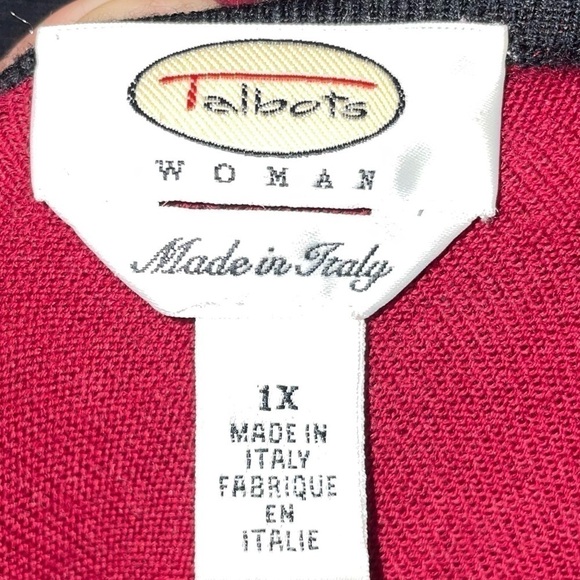 Talbots
WOMAN
Made in Italy
1X
MADE IN
ITALY
FABRIQUE
EN
ITALIE